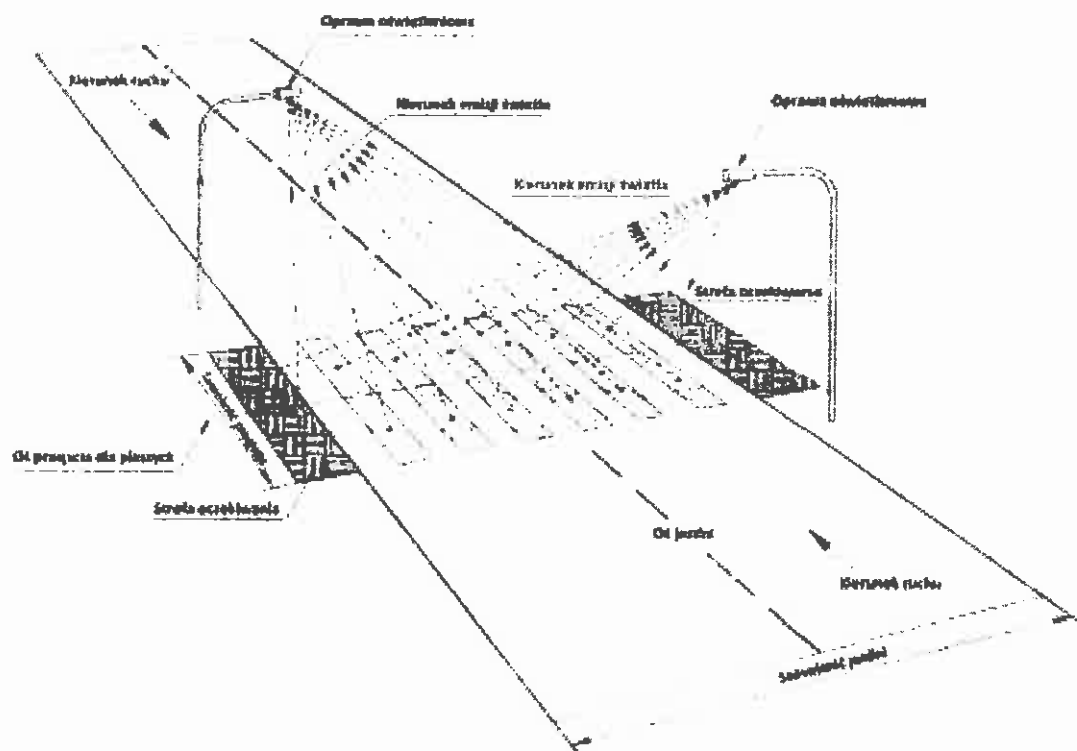 Oprawa oświetleniowa
Kierunek ruchu
Kierunek emisji światła
Oprawa oświetleniowa
Kierunek emisji światła
Strefa oczekiwania
Oś przejścia dla pieszych
Strefa oczekiwania
Oś jezdni
Kierunek ruchu
Szerokość jezdni